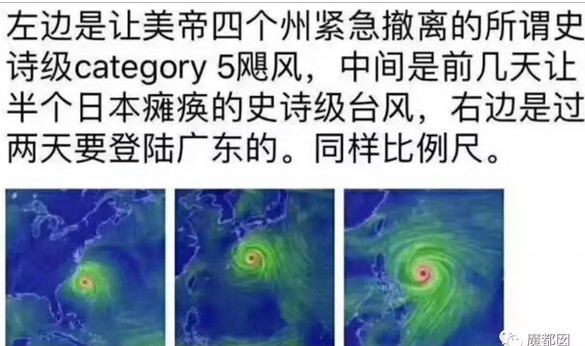 左边是让美帝四个州紧急撤离的所谓史
诗级category 5飓风，中间是前几天让
半个日本瘫痪的史诗级台风，右边是过
两天要登陆广东的。同样比例尺。
魔都囡